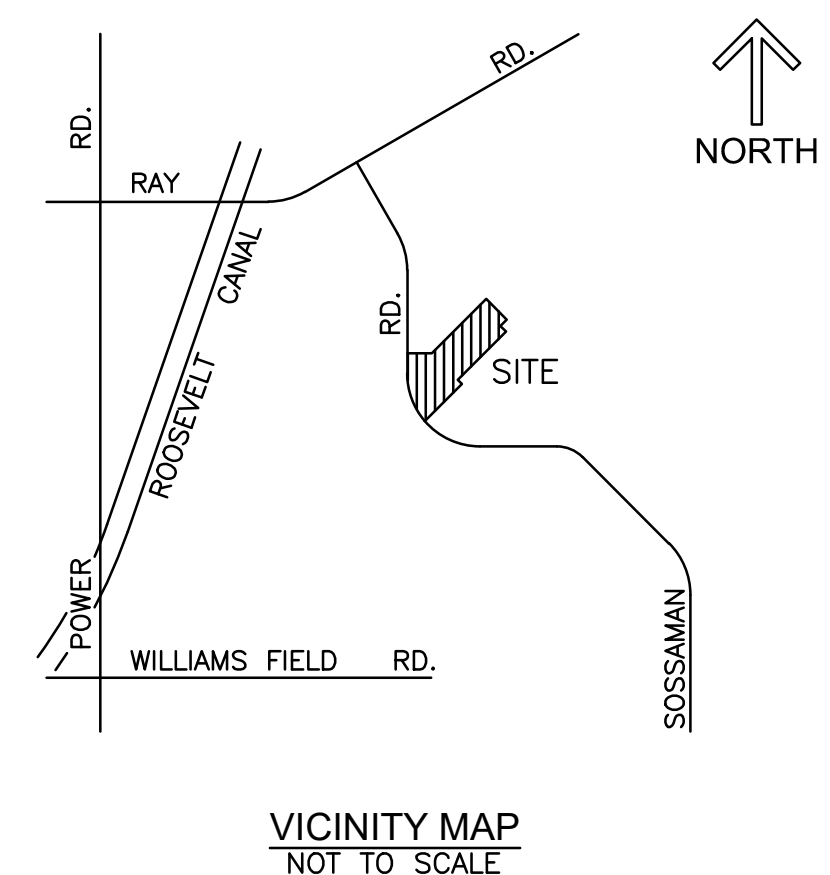 RD.
RD.
NORTH
RAY
CANAL
RD.
SITE
ROOSEVELT
POWER
WILLIAMS FIELD RD.
SOSSAMAN
VICINITY MAP
NOT TO SCALE